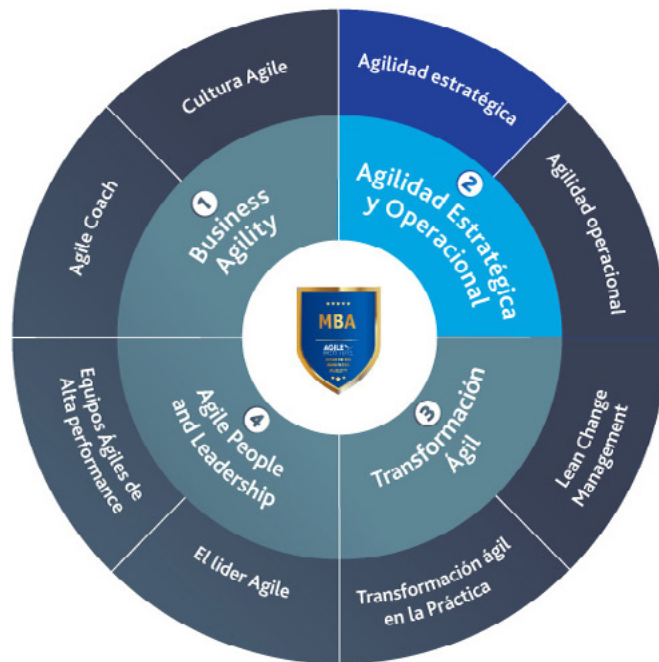 Cultura Agile
Agile Coach
1
Business
Agility
Agilidad estratégica
Agilidad operacional
2
Agilidad Estratégica
y Operacional
MBA
AGILE
Lean Change
Management
Transformación ágil
en la Práctica
3
Transformación
Ágil
El líder Agile
Equipos Ágiles de
Alta performance
4
Agile People
and Leadership